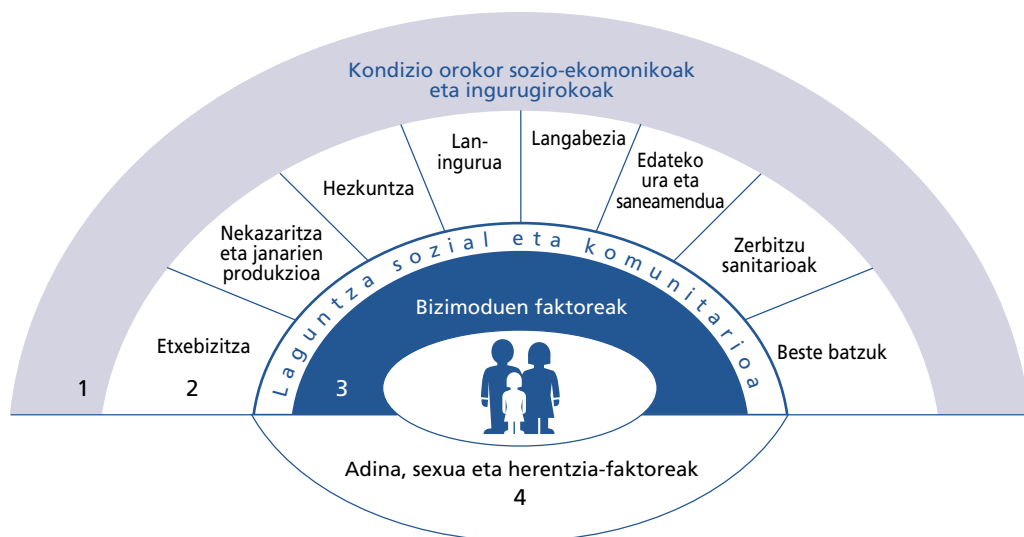 Kondizio orokor sozio-ekomonikoak
eta ingurugirokoak
Lan-
ingurua
Langabezia
Hezkuntza
Edateko
ura eta
saneamendua
Nekazaritza
eta janarien
produkzioa
Zerbitzu
sanitarioak
Etxebizitza
Beste batzuk
Laguntza sozial eta komunitarioa
Bizimoduen faktoreak
1
2
3
Adina, sexua eta herentzia-faktoreak
4